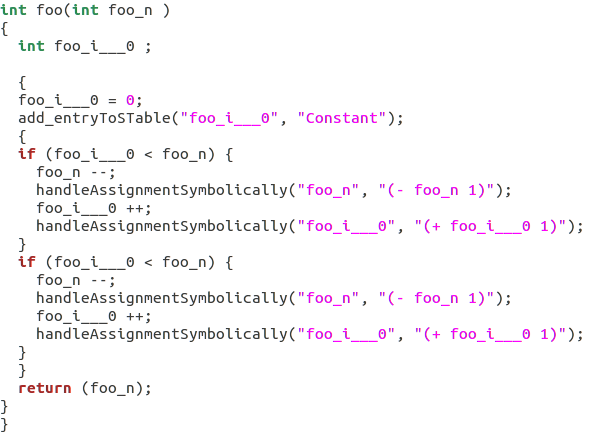 int foo(int foo_n )
{
  int foo_i___0 ;

  {
  foo_i___0 = 0;
  add_entryToSTable("foo_i___0", "Constant");
  {
  if (foo_i___0 < foo_n) {
    foo_n --;
    handleAssignmentSymbolically("foo_n", "(- foo_n 1)");
    foo_i___0 ++;
    handleAssignmentSymbolically("foo_i___0", "(+ foo_i___0 1)");
  }
  if (foo_i___0 < foo_n) {
    foo_n --;
    handleAssignmentSymbolically("foo_n", "(- foo_n 1)");
    foo_i___0 ++;
    handleAssignmentSymbolically("foo_i___0", "(+ foo_i___0 1)");
  }
  }
  return (foo_n);
}
}